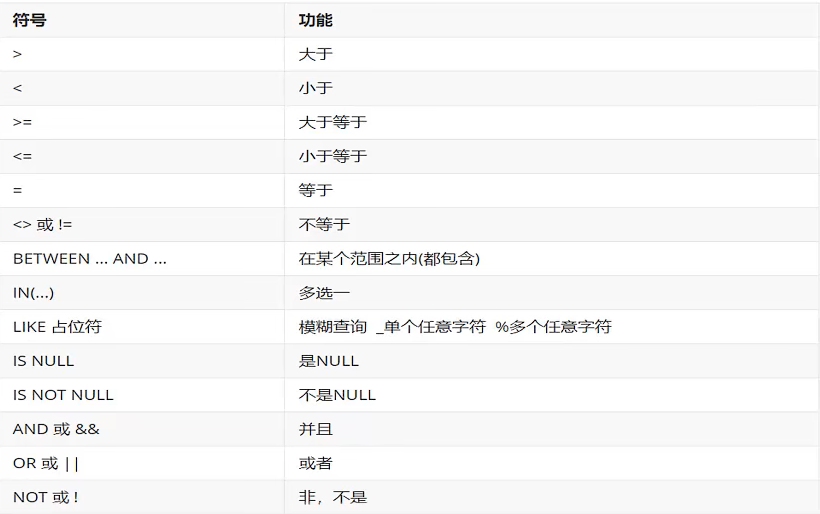 符号 功能
> 大于
< 小于
>= 大于等于
<= 小于等于
= 等于
<> 或 != 不等于
BETWEEN ... AND ... 在某个范围之内(都包含)
IN(...) 多选一
LIKE 占位符 模糊查询 _单个任意字符 %多个任意字符
IS NULL 是NULL
IS NOT NULL 不是NULL
AND 或 && 并且
OR 或 || 或者
NOT 或 ! 非，不是